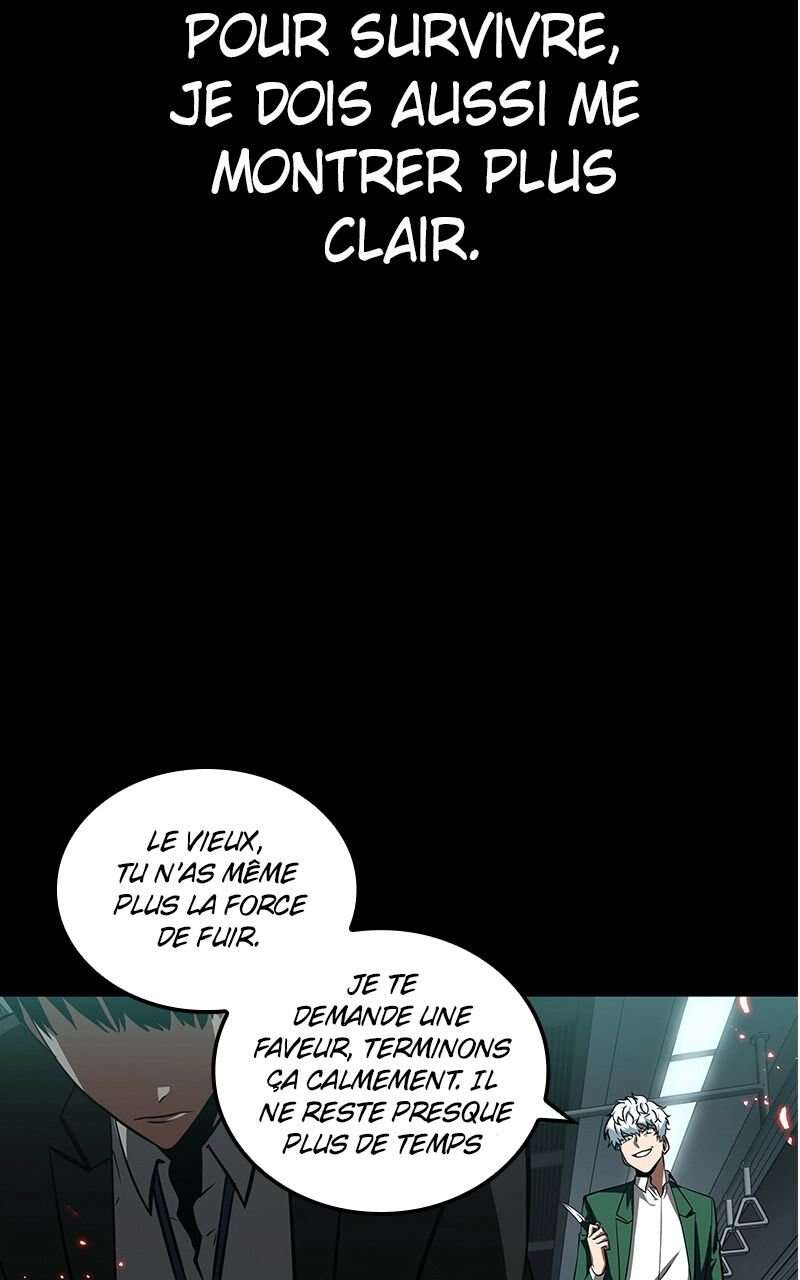 POUR SURVIVRE,
JE DOIS AUSSI ME
MONTRER PLUS
CLAIR.
LE VIEUX,
TU N'AS MÊME
PLUS LA FORCE
DE FUIR.
JE TE
DEMANDE UNE
FAVEUR, TERMINONS
ÇA CALMEMENT. IL
NE RESTE PRESQUE
PLUS DE TEMPS